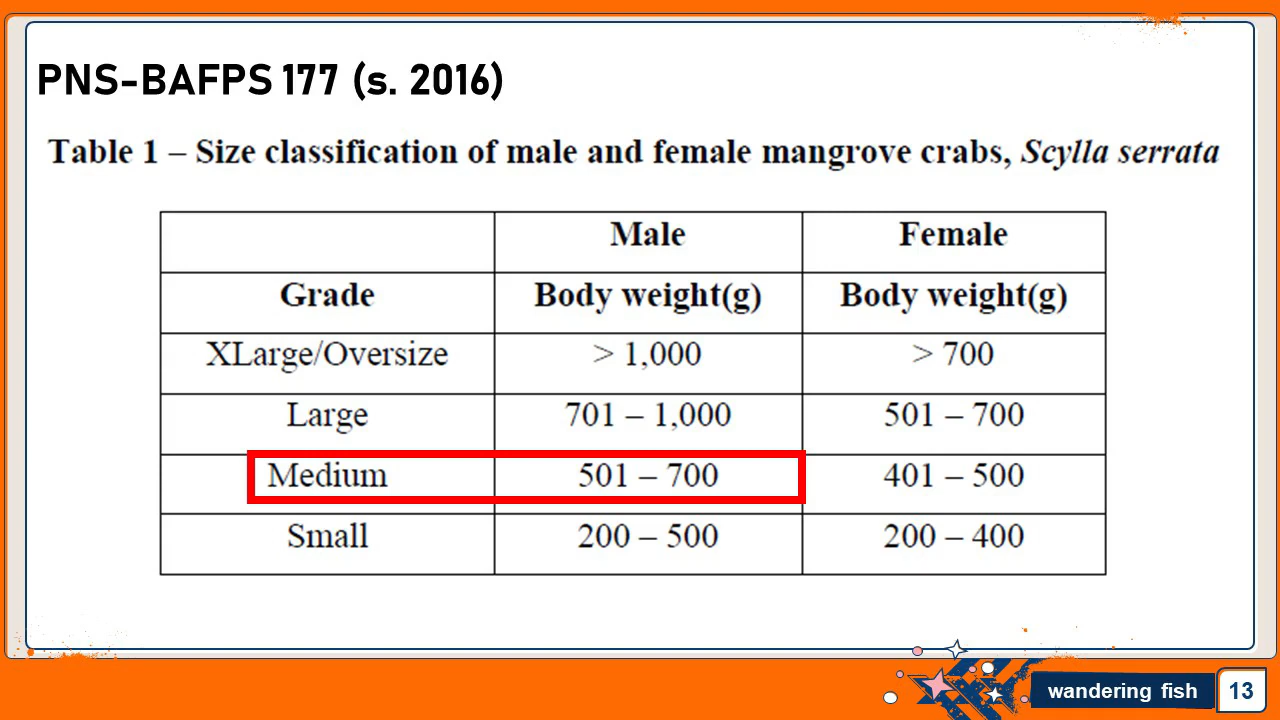 PNS-BAFPS 177 (s. 2016)
Table 1 – Size classification of male and female mangrove crabs, Scylla serrata
Male Female
Grade Body weight(g) Body weight(g)
XLarge/Oversize > 1,000 > 700
Large 701 – 1,000 501 – 700
Medium 501 – 700 401 – 500
Small 200 – 500 200 – 400
wandering fish 13